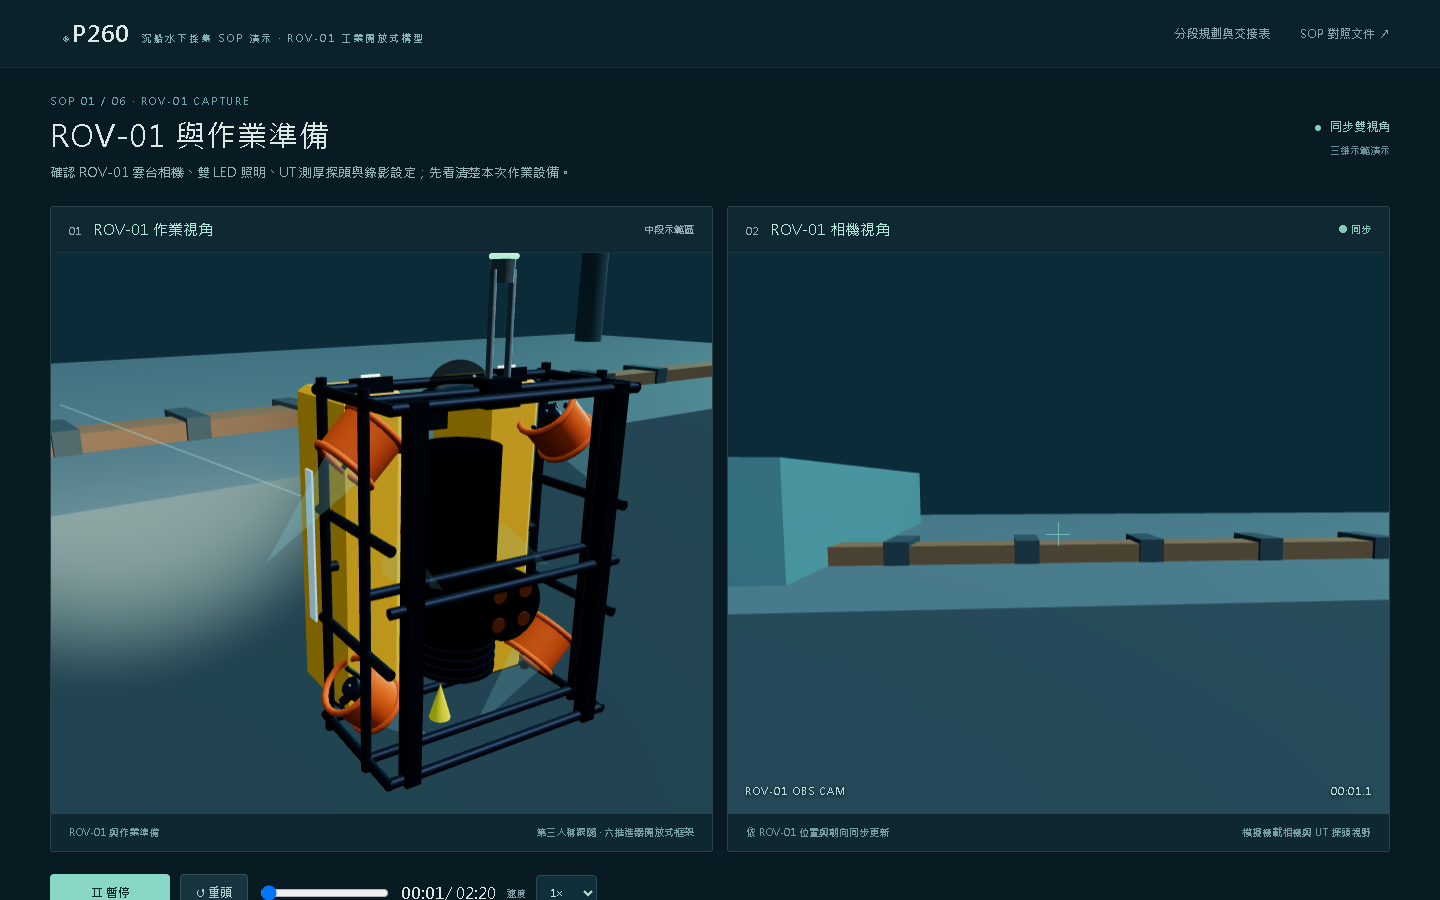 P260 沉船水下採集 SOP 演示 · ROV-01 工業開放式構型
分段規劃與交接表
SOP 對照文件 ↗
SOP 01 / 06 · ROV-01 CAPTURE
ROV-01 與作業準備
確認 ROV-01 雲台相機、雙 LED 照明、UT 測厚探頭與錄影設定；先看清整本次作業設備。
同步雙視角
三維示範演示
01 ROV-01 作業視角
中段示範區
02 ROV-01 相機視角
同步
ROV-01 OBS CAM
00:01.1
ROV-01 與作業準備
第三人稱跟隨 · 六推進器開放式框架
依 ROV-01 位置與朝向同步更新
模擬機載相機與 UT 探頭視野
暫停
↺ 重頭
00:01 / 02:20
速度
1×